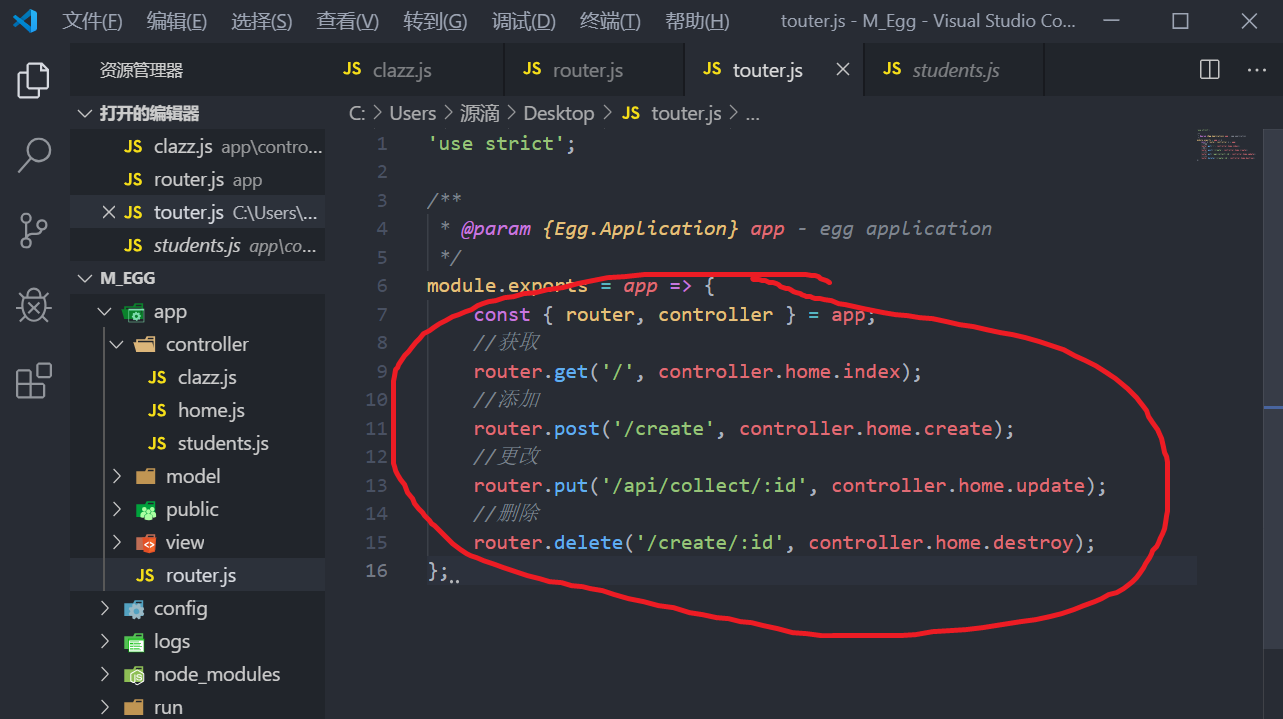 文件(F) 编辑(E) 选择(S) 查看(V) 转到(G) 调试(D) 终端(T) 帮助(H) touter.js - M_Egg - Visual Studio Co...
资源管理器
JS clazz.js JS router.js JS touter.js JS students.js
打开的编辑器
JS clazz.js app\contro...
JS router.js app
JS touter.js C:\Users\...
JS students.js app\co...
M_EGG
app
controller
JS clazz.js
JS home.js
JS students.js
model
public
view
JS router.js
config
logs
node_modules
run
C: > Users > 源滴 > Desktop > JS touter.js > ...
1 'use strict';
2
3 /**
4 * @param {Egg.Application} app - egg application
5 */
6 module.exports = app => {
7 const { router, controller } = app;
8 //获取
9 router.get('/', controller.home.index);
10 //添加
11 router.post('/create', controller.home.create);
12 //更改
13 router.put('/api/collect/:id', controller.home.update);
14 //删除
15 router.delete('/create/:id', controller.home.destroy);
16 };